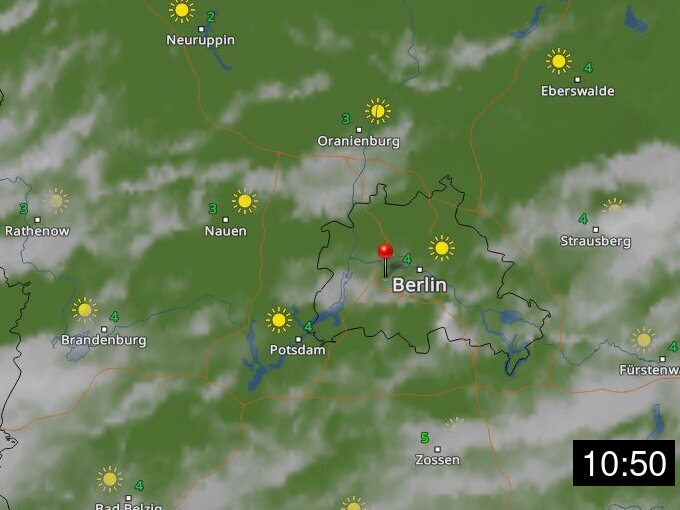 2
Neuruppin
4
Eberswalde
3
Oranienburg
3
Rathenow
3
Nauen
4
Strausberg
4
Berlin
4
Brandenburg
4
Potsdam
4
Fürstenwa
5
Zossen
10:50
4
Bad Belzig